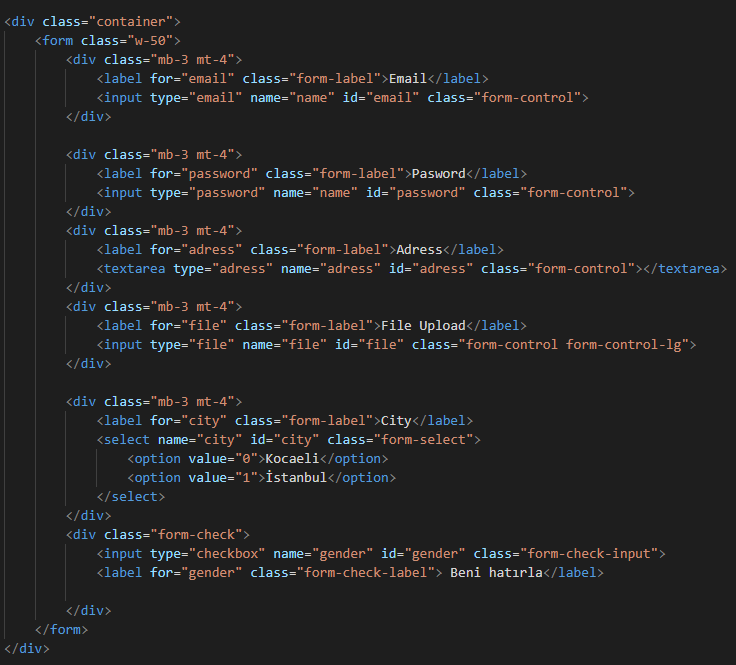 <div class="container">
<form class="w-50">
<div class="mb-3 mt-4">
<label for="email" class="form-label">Email</label>
<input type="email" name="name" id="email" class="form-control">
</div>
<div class="mb-3 mt-4">
<label for="password" class="form-label">Pasword</label>
<input type="password" name="name" id="password" class="form-control">
</div>
<div class="mb-3 mt-4">
<label for="adress" class="form-label">Adress</label>
<textarea type="adress" name="adress" id="adress" class="form-control"></textarea>
</div>
<div class="mb-3 mt-4">
<label for="file" class="form-label">File Upload</label>
<input type="file" name="file" id="file" class="form-control form-control-lg">
</div>
<div class="mb-3 mt-4">
<label for="city" class="form-label">City</label>
<select name="city" id="city" class="form-select">
<option value="0">Kocaeli</option>
<option value="1">İstanbul</option>
</select>
</div>
<div class="form-check">
<input type="checkbox" name="gender" id="gender" class="form-check-input">
<label for="gender" class="form-check-label"> Beni hatırla</label>
</div>
</form>
</div>